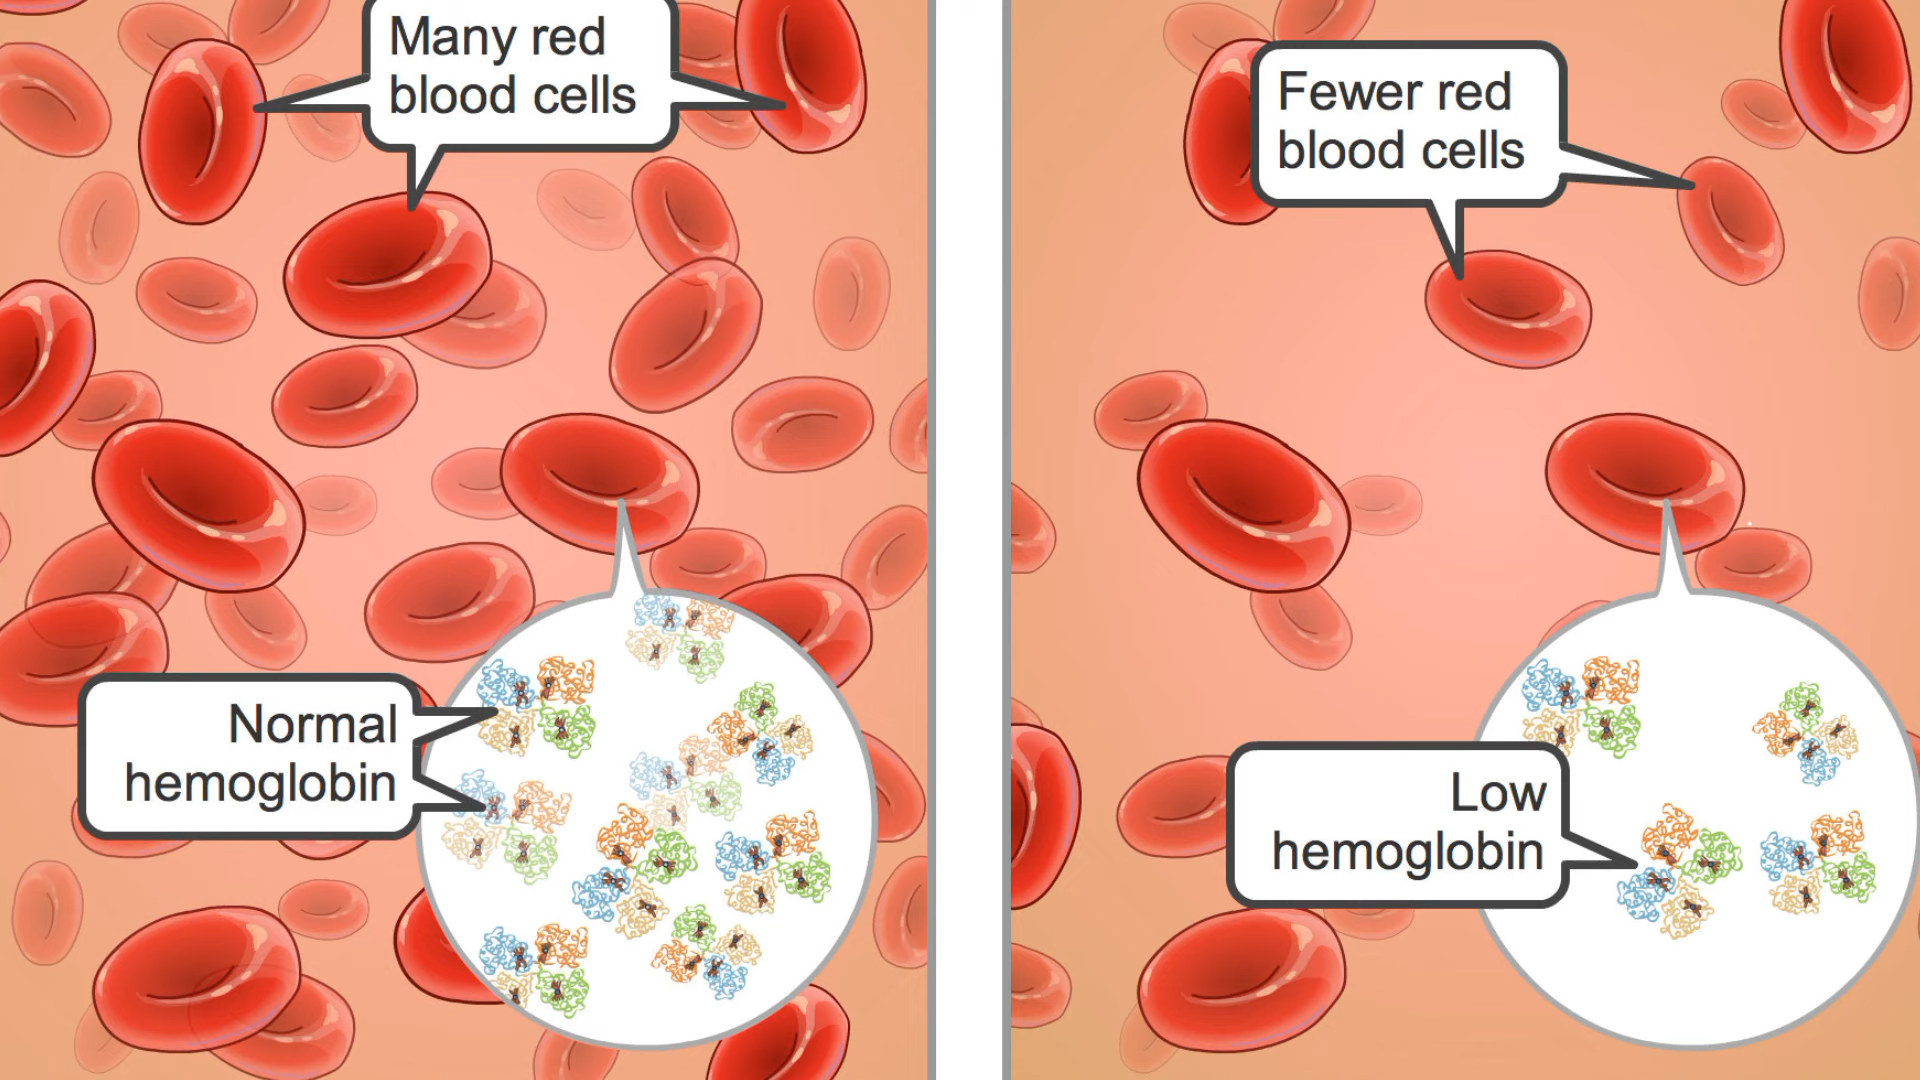 Many red
blood cells
Normal
hemoglobin
Fewer red
blood cells
Low
hemoglobin